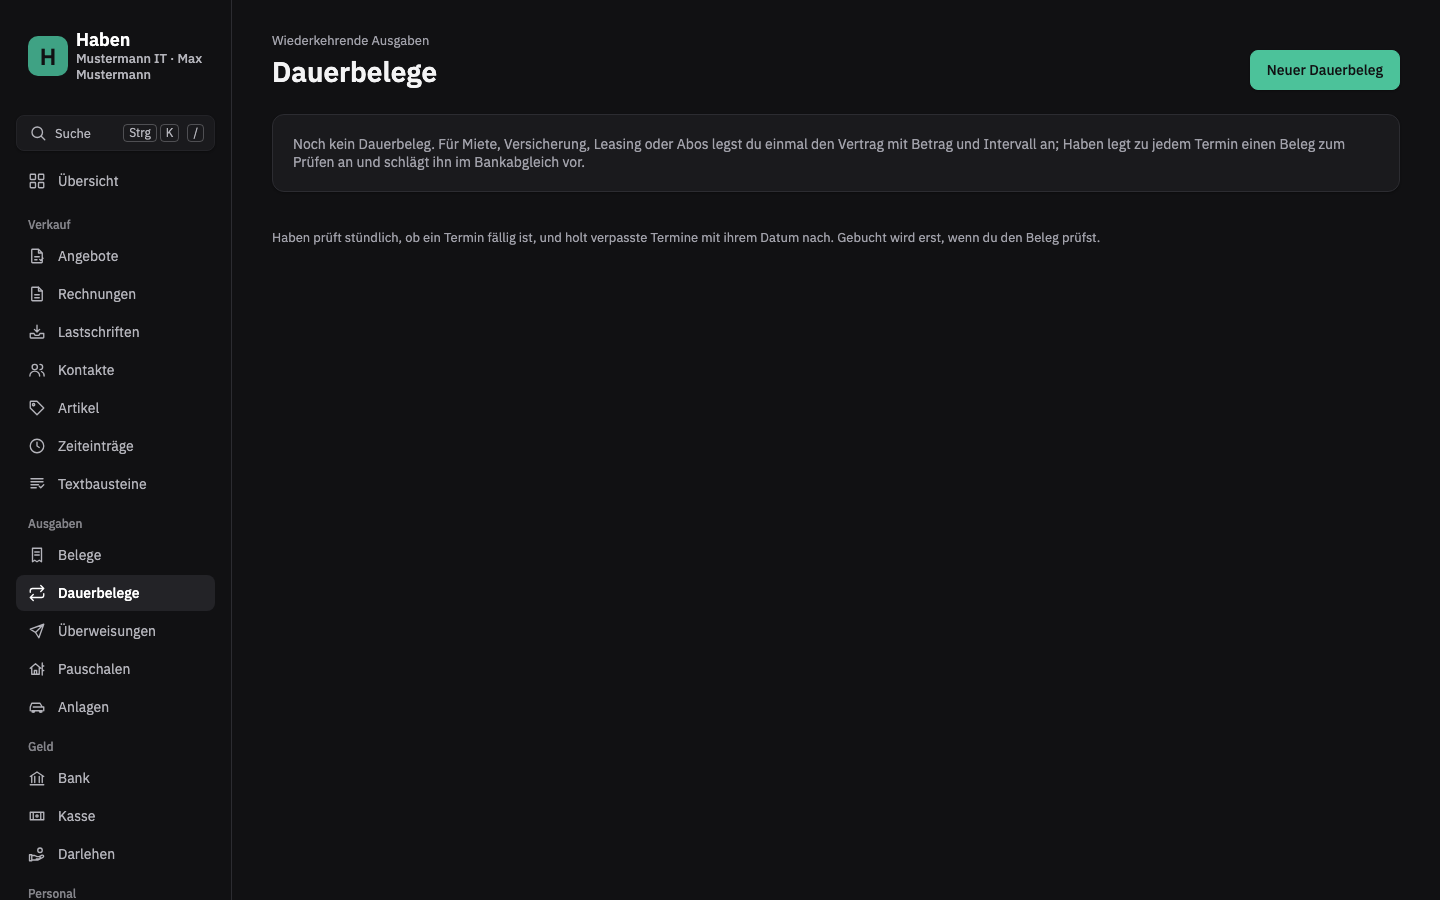 H
Haben
Mustermann IT · Max
Mustermann
Suche Strg K /
Übersicht
Verkauf
Angebote
Rechnungen
Lastschriften
Kontakte
Artikel
Zeiteinträge
Textbausteine
Ausgaben
Belege
Dauerbelege
Überweisungen
Pauschalen
Anlagen
Geld
Bank
Kasse
Darlehen
Personal
Wiederkehrende Ausgaben
Dauerbelege
Neuer Dauerbeleg
Noch kein Dauerbeleg. Für Miete, Versicherung, Leasing oder Abos legst du einmal den Vertrag mit Betrag und Intervall an; Haben legt zu jedem Termin einen Beleg zum
Prüfen an und schlägt ihn im Bankabgleich vor.
Haben prüft stündlich, ob ein Termin fällig ist, und holt verpasste Termine mit ihrem Datum nach. Gebucht wird erst, wenn du den Beleg prüfst.